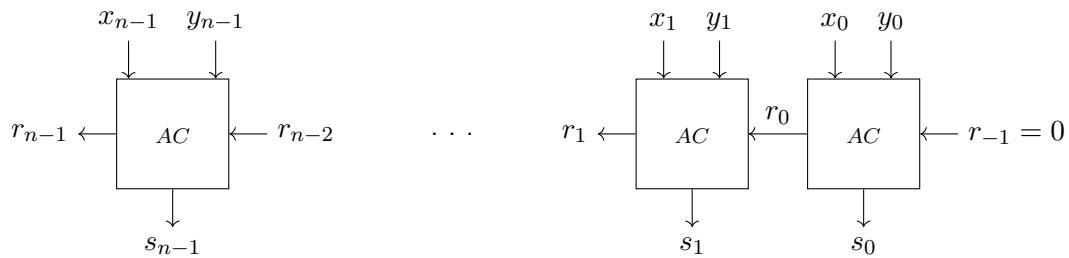 x_{n−1} y_{n−1} x_1 y_1 x_0 y_0
r_{n−1} AC r_{n−2} · · · r_1 AC r_0 AC r_{−1} = 0
s_{n−1} s_1 s_0